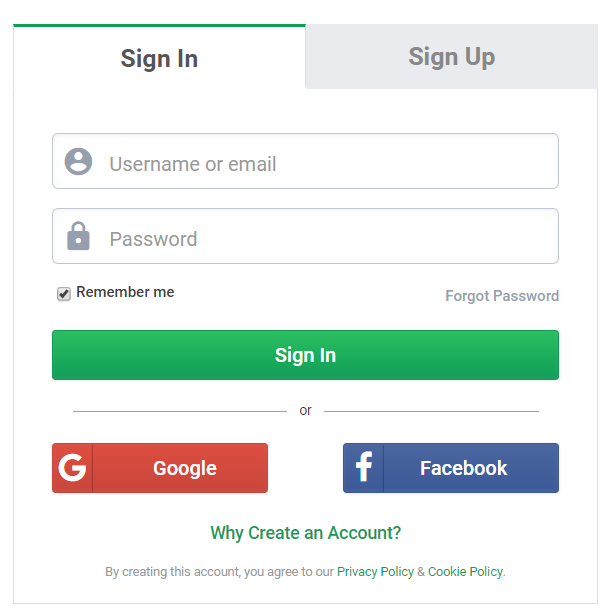 Sign In
Sign Up
Username or email
Password
Remember me
Forgot Password
Sign In
or
G Google
f Facebook
Why Create an Account?
By creating this account, you agree to our Privacy Policy & Cookie Policy.